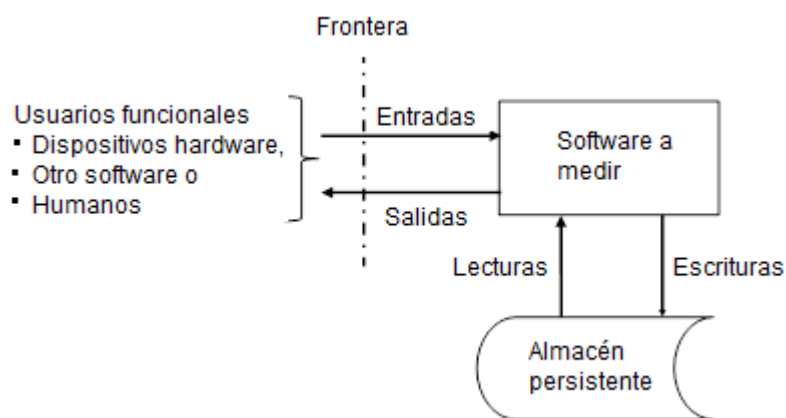 Frontera
Usuarios funcionales
▪ Dispositivos hardware,
▪ Otro software o
▪ Humanos
Entradas
Salidas
Software a
medir
Lecturas
Escrituras
Almacén
persistente